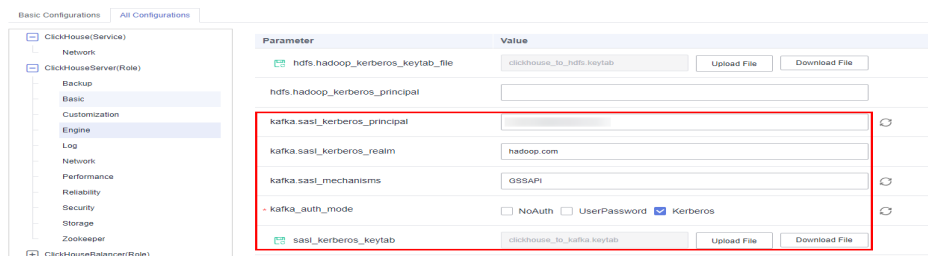 Basic Configurations All Configurations
ClickHouse(Service)
Network
ClickHouseServer(Role)
Backup
Basic
Customization
Engine
Log
Network
Performance
Reliability
Security
Storage
Zookeeper
ClickHouseBalancer(Role)
Parameter Value
hdfs.hadoop_kerberos_keytab_file clickhouse_to_hdfs.keytab Upload File Download File
hdfs.hadoop_kerberos_principal
kafka.sasl_kerberos_principal
kafka.sasl_kerberos_realm hadoop.com
kafka.sasl_mechanisms GSSAPI
kafka_auth_mode NoAuth UserPassword Kerberos
sasl_kerberos_keytab clickhouse_to_kafka.keytab Upload File Download File